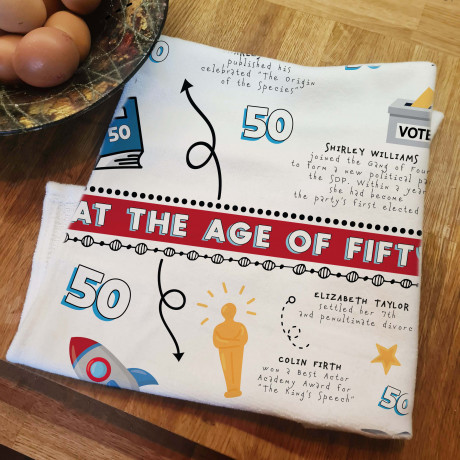 published his
celebrated "The Origin
of the Species"
50
50
VOTE
SHIRLEY WILLIAMS
joined the Gang of Four
to form a new political
the SDP. Within a year
she had become
the party's first elected
AT THE AGE OF FIFTY
50
ELIZABETH TAYLOR
settled her 7th
and penultimate divorce
COLIN FIRTH
won a Best Actor
Academy Award for
"The King's Speech"
50